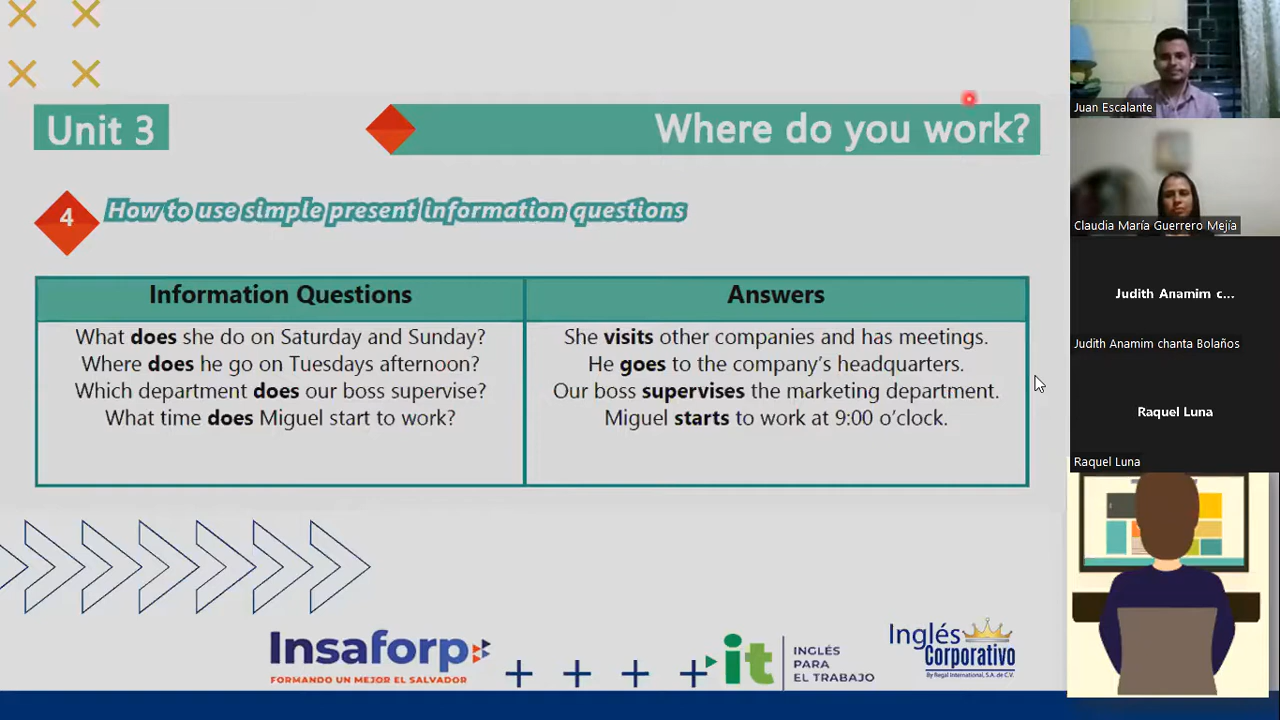 Unit 3
Where do you work?
4
How to use simple present information questions
Information Questions
Answers
What does she do on Saturday and Sunday?
She visits other companies and has meetings.
Where does he go on Tuesdays afternoon?
He goes to the company's headquarters.
Which department does our boss supervise?
Our boss supervises the marketing department.
What time does Miguel start to work?
Miguel starts to work at 9:00 o'clock.
Insaforp
FORMANDO UN MEJOR EL SALVADOR
it
INGLÉS
PARA
EL TRABAJO
Inglés
Corporativo
By Regal International, S.A. de C.V.
Juan Escalante
Claudia María Guerrero Mejía
Judith Anamim c...
Judith Anamim chanta Bolaños
Raquel Luna
Raquel Luna